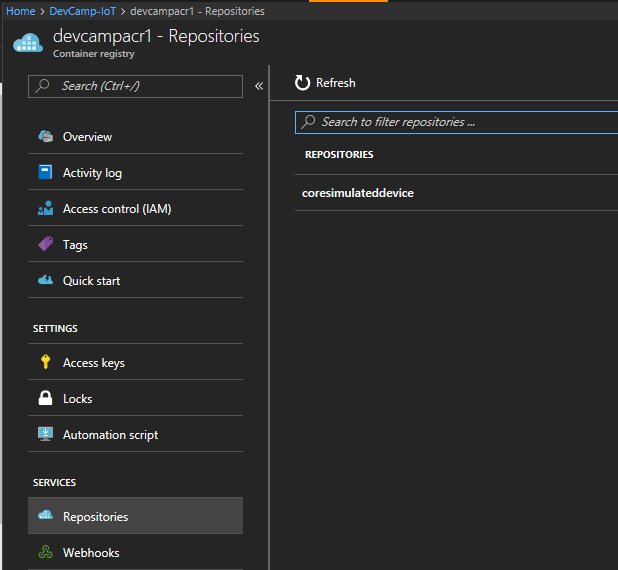 Home > DevCamp-IoT > devcampacr1 - Repositories
devcampacr1 - Repositories
Container registry
Search (Ctrl+/)
«
Overview
Activity log
Access control (IAM)
Tags
Quick start
SETTINGS
Access keys
Locks
Automation script
SERVICES
Repositories
Webhooks
Refresh
Search to filter repositories ...
REPOSITORIES
coresimulateddevice